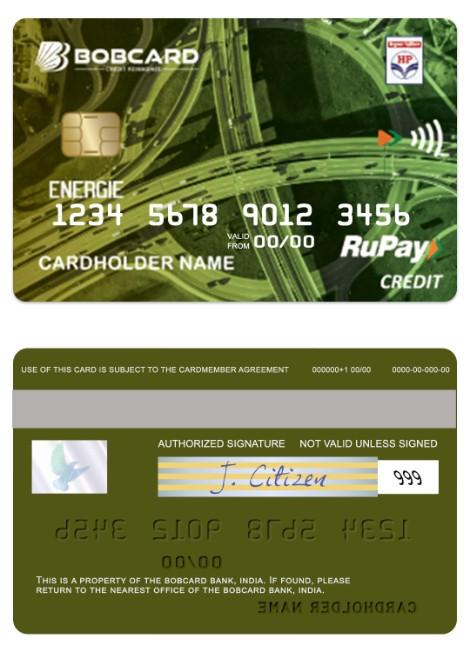 BOBCARD
CREDIT REIMAGINED
HP
ENERGIE
1234 5678 9012 3456
VALID FROM 00/00
CARDHOLDER NAME
RuPay
CREDIT
USE OF THIS CARD IS SUBJECT TO THE CARDMEMBER AGREEMENT 000000+1 00/00 0000-00-000-00
AUTHORIZED SIGNATURE NOT VALID UNLESS SIGNED
J. Citizen
999
1234 5678 9012 3456
00/00
THIS IS A PROPERTY OF THE BOBCARD BANK, INDIA. IF FOUND, PLEASE
RETURN TO THE NEAREST OFFICE OF THE BOBCARD BANK, INDIA.
CARDHOLDER NAME